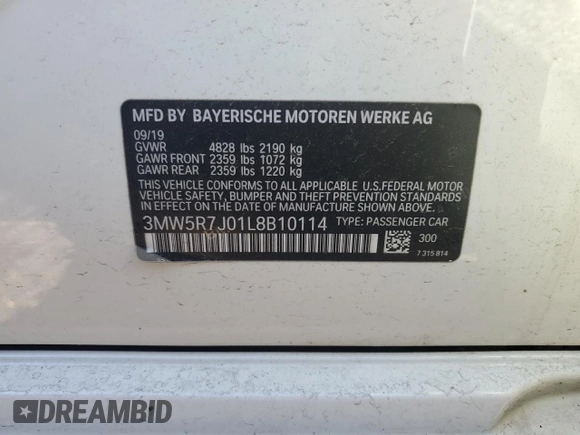 MFD BY BAYERISCHE MOTOREN WERKE AG
09/19
GVWR 4828 lbs 2190 kg
GAWR FRONT 2359 lbs 1072 kg
GAWR REAR 2359 lbs 1220 kg
THIS VEHICLE CONFORMS TO ALL APPLICABLE U.S.FEDERAL MOTOR
VEHICLE SAFETY, BUMPER AND THEFT PREVENTION STANDARDS
IN EFFECT ON THE DATE OF MANUFACTURE SHOWN ABOVE.
3MW5R7J01L8B10114 TYPE: PASSENGER CAR
300
7 315 814
DREAMBID